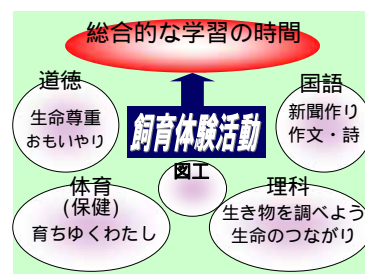 総合的な学習の時間
道徳
生命尊重
おもいやり
国語
新聞作り
作文・詩
飼育体験活動
図工
体育
(保健)
育ちゆくわたし
理科
生き物を調べよう
生命のつながり